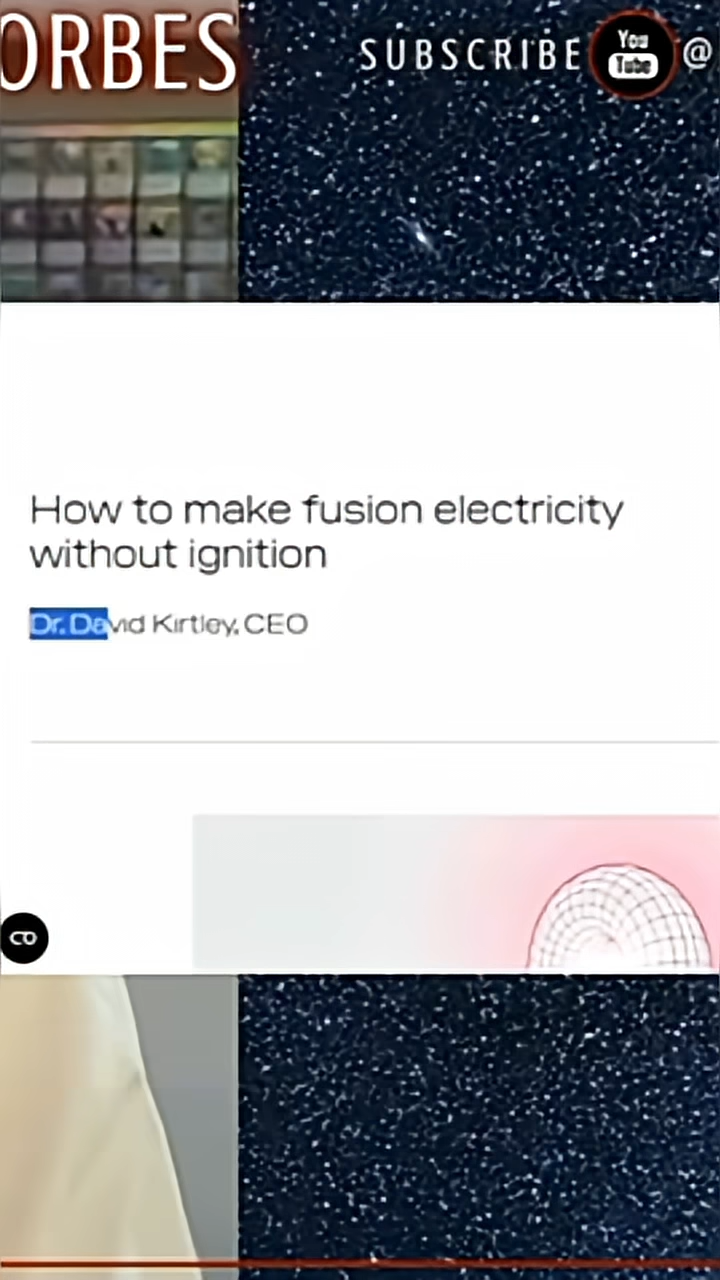 ORBES
SUBSCRIBE
You
Tube
@
How to make fusion electricity
without ignition
Dr. David Kirtley, CEO